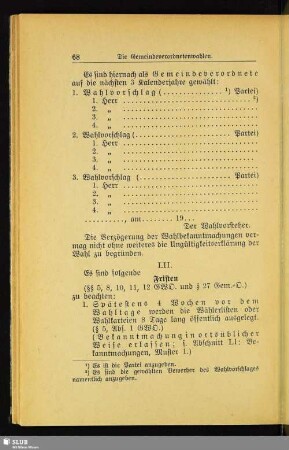 68 Die Gemeindeverordnetenwahlen.
Es sind hiernach als Gemeindeverordnete
auf die nächsten 3 Kalenderjahre gewählt:
1. Wahlvorschlag (. . . . . . . . . . . . . . ¹) Partei)
1. Herr . . . . . . . . . . . . . . . . . . . . ²)
2. „
3. „
4. „
2. Wahlvorschlag (. . . . . . . . . . . . . . Partei)
1. Herr . . . . . . . . . . . . . . . . . . . .
2. „
3. „
4. „
3. Wahlvorschlag (. . . . . . . . . . . . . . Partei)
1. Herr . . . . . . . . . . . . . . . . . . . .
2. „
3. „
4. „
. . . . . . . . . ., am . . . . . . . 19...
Der Wahlvorsteher.
Die Verzögerung der Wahlbekanntmachungen ver-
mag nicht ohne weiteres die Ungültigkeitserklärung der
Wahl zu begründen.
LII.
Es sind folgende
Fristen
(§§ 5, 8, 10, 11, 12 GWO. und § 27 Gem.-O.)
zu beachten:
1. Spätestens 4 Wochen vor dem
Wahltage werden die Wählerlisten oder
Wahlkarteien 8 Tage lang öffentlich ausgelegt.
(§ 5, Abs. 1 GWO.)
(Bekanntmachung in ortsüblicher
Weise erlassen; s. Abschnitt LI: Be-
kanntmachungen, Muster 1.)
¹) Es ist die Partei anzugeben.
²) Es sind die gewählten Bewerber des Wahlvorschlages
namentlich anzugeben.
SLUB